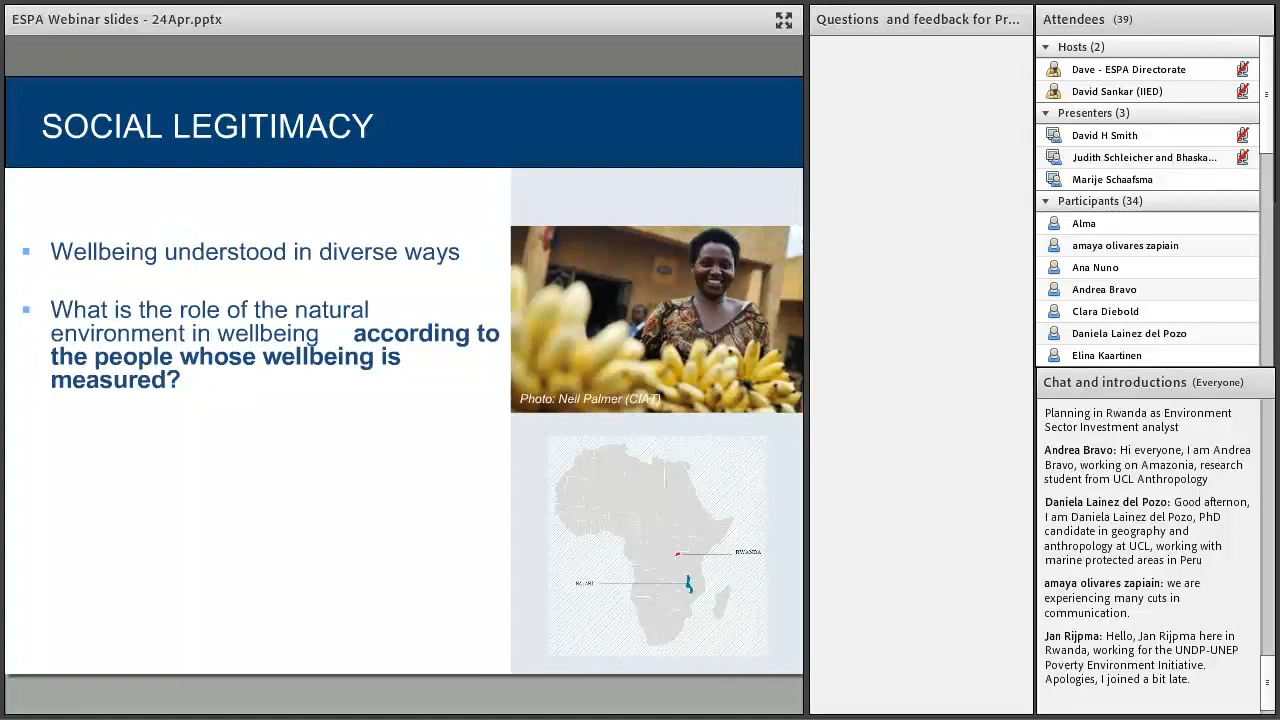 ESPA Webinar slides - 24Apr.pptx
SOCIAL LEGITIMACY
Wellbeing understood in diverse ways
What is the role of the natural
environment in wellbeing according to
the people whose wellbeing is
measured?
Photo: Neil Palmer (CIAT)
RWANDA
Questions and feedback for Pr...
Attendees (39)
Hosts (2)
Dave - ESPA Directorate
David Sankar (IIED)
Presenters (3)
David H Smith
Judith Schleicher and Bhaska...
Marije Schaafsma
Participants (34)
Alma
amaya olivares zapiain
Ana Nuno
Andrea Bravo
Clara Diebold
Daniela Lainez del Pozo
Elina Kaartinen
Chat and introductions (Everyone)
Planning in Rwanda as Environment
Sector Investment analyst
Andrea Bravo: Hi everyone, I am Andrea
Bravo, working on Amazonia, research
student from UCL Anthropology
Daniela Lainez del Pozo: Good afternon,
I am Daniela Lainez del Pozo, PhD
candidate in geography and
anthropology at UCL, working with
marine protected areas in Peru
amaya olivares zapiain: we are
experiencing many cuts in
communication.
Jan Rijpma: Hello, Jan Rijpma here in
Rwanda, working for the UNDP-UNEP
Poverty Environment Initiative.
Apologies, I joined a bit late.